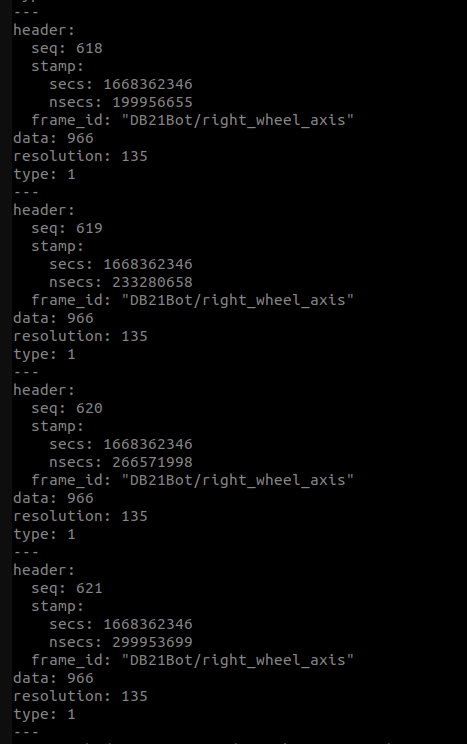 ---
header:
  seq: 618
  stamp:
    secs: 1668362346
    nsecs: 199956655
  frame_id: "DB21Bot/right_wheel_axis"
data: 966
resolution: 135
type: 1
---
header:
  seq: 619
  stamp:
    secs: 1668362346
    nsecs: 233280658
  frame_id: "DB21Bot/right_wheel_axis"
data: 966
resolution: 135
type: 1
---
header:
  seq: 620
  stamp:
    secs: 1668362346
    nsecs: 266571998
  frame_id: "DB21Bot/right_wheel_axis"
data: 966
resolution: 135
type: 1
---
header:
  seq: 621
  stamp:
    secs: 1668362346
    nsecs: 299953699
  frame_id: "DB21Bot/right_wheel_axis"
data: 966
resolution: 135
type: 1
---